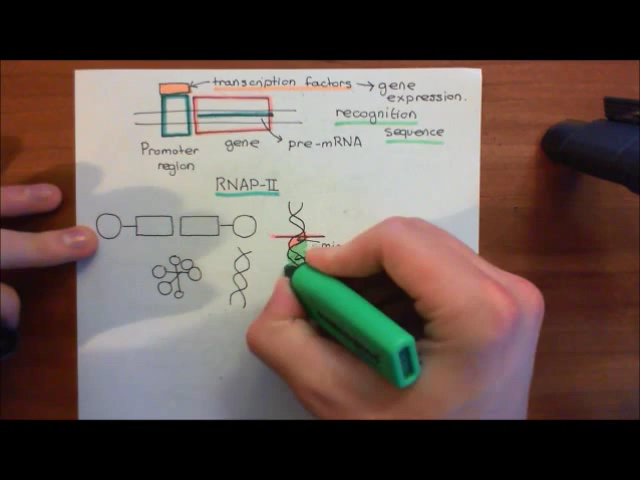 transcription factors → gene
expression.
recognition
sequence
Promoter
region
gene
pre-mRNA
RNAP-II